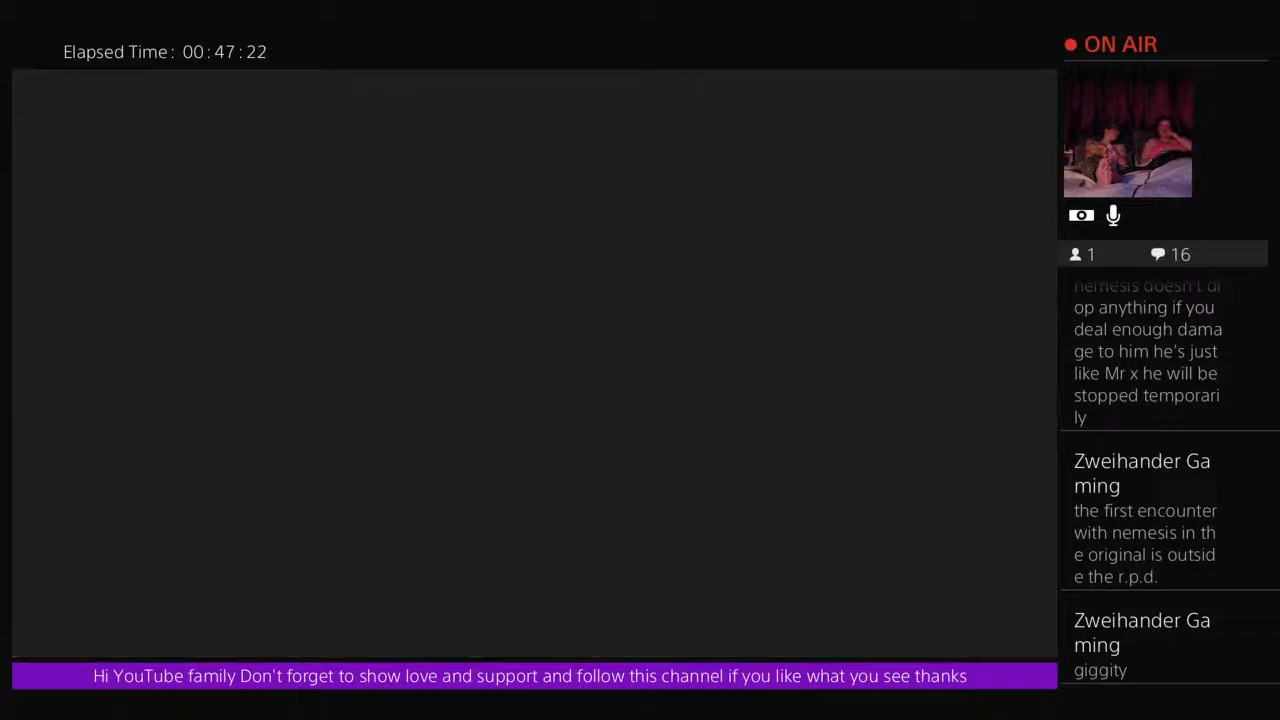 Elapsed Time: 00:47:22
ON AIR
1 16
nemesis doesn't dr
op anything if you
deal enough dama
ge to him he's just
like Mr x he will be
stopped temporari
ly
Zweihander Ga
ming
the first encounter
with nemesis in th
e original is outsid
e the r.p.d.
Zweihander Ga
ming
giggity
Hi YouTube family Don't forget to show love and support and follow this channel if you like what you see thanks